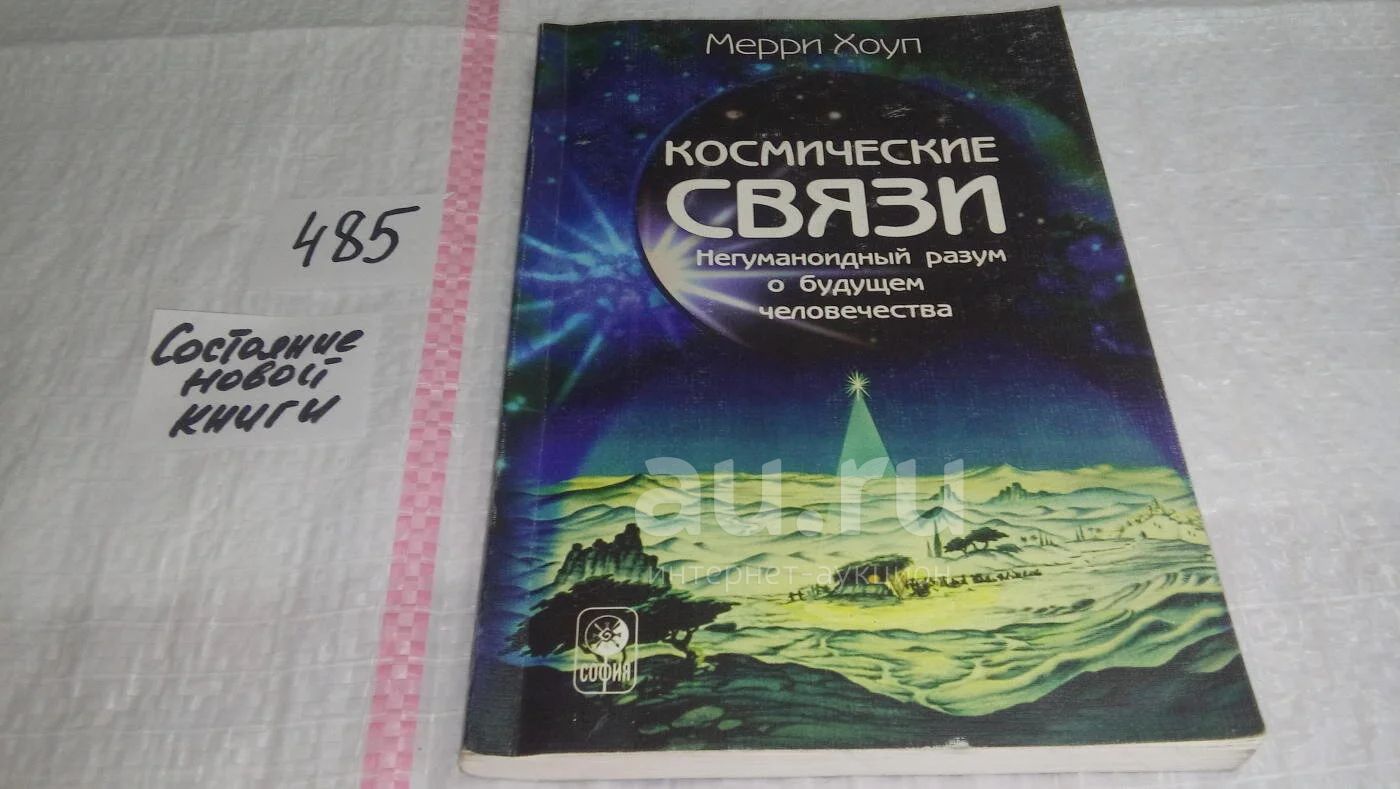 Мерри Хоуп
КОСМИЧЕСКИЕ
СВЯЗИ
Негуманоидный разум
о будущем
человечества
485
Состояние
новой
книги
au.ru
интернет-аукцион
СОФИЯ